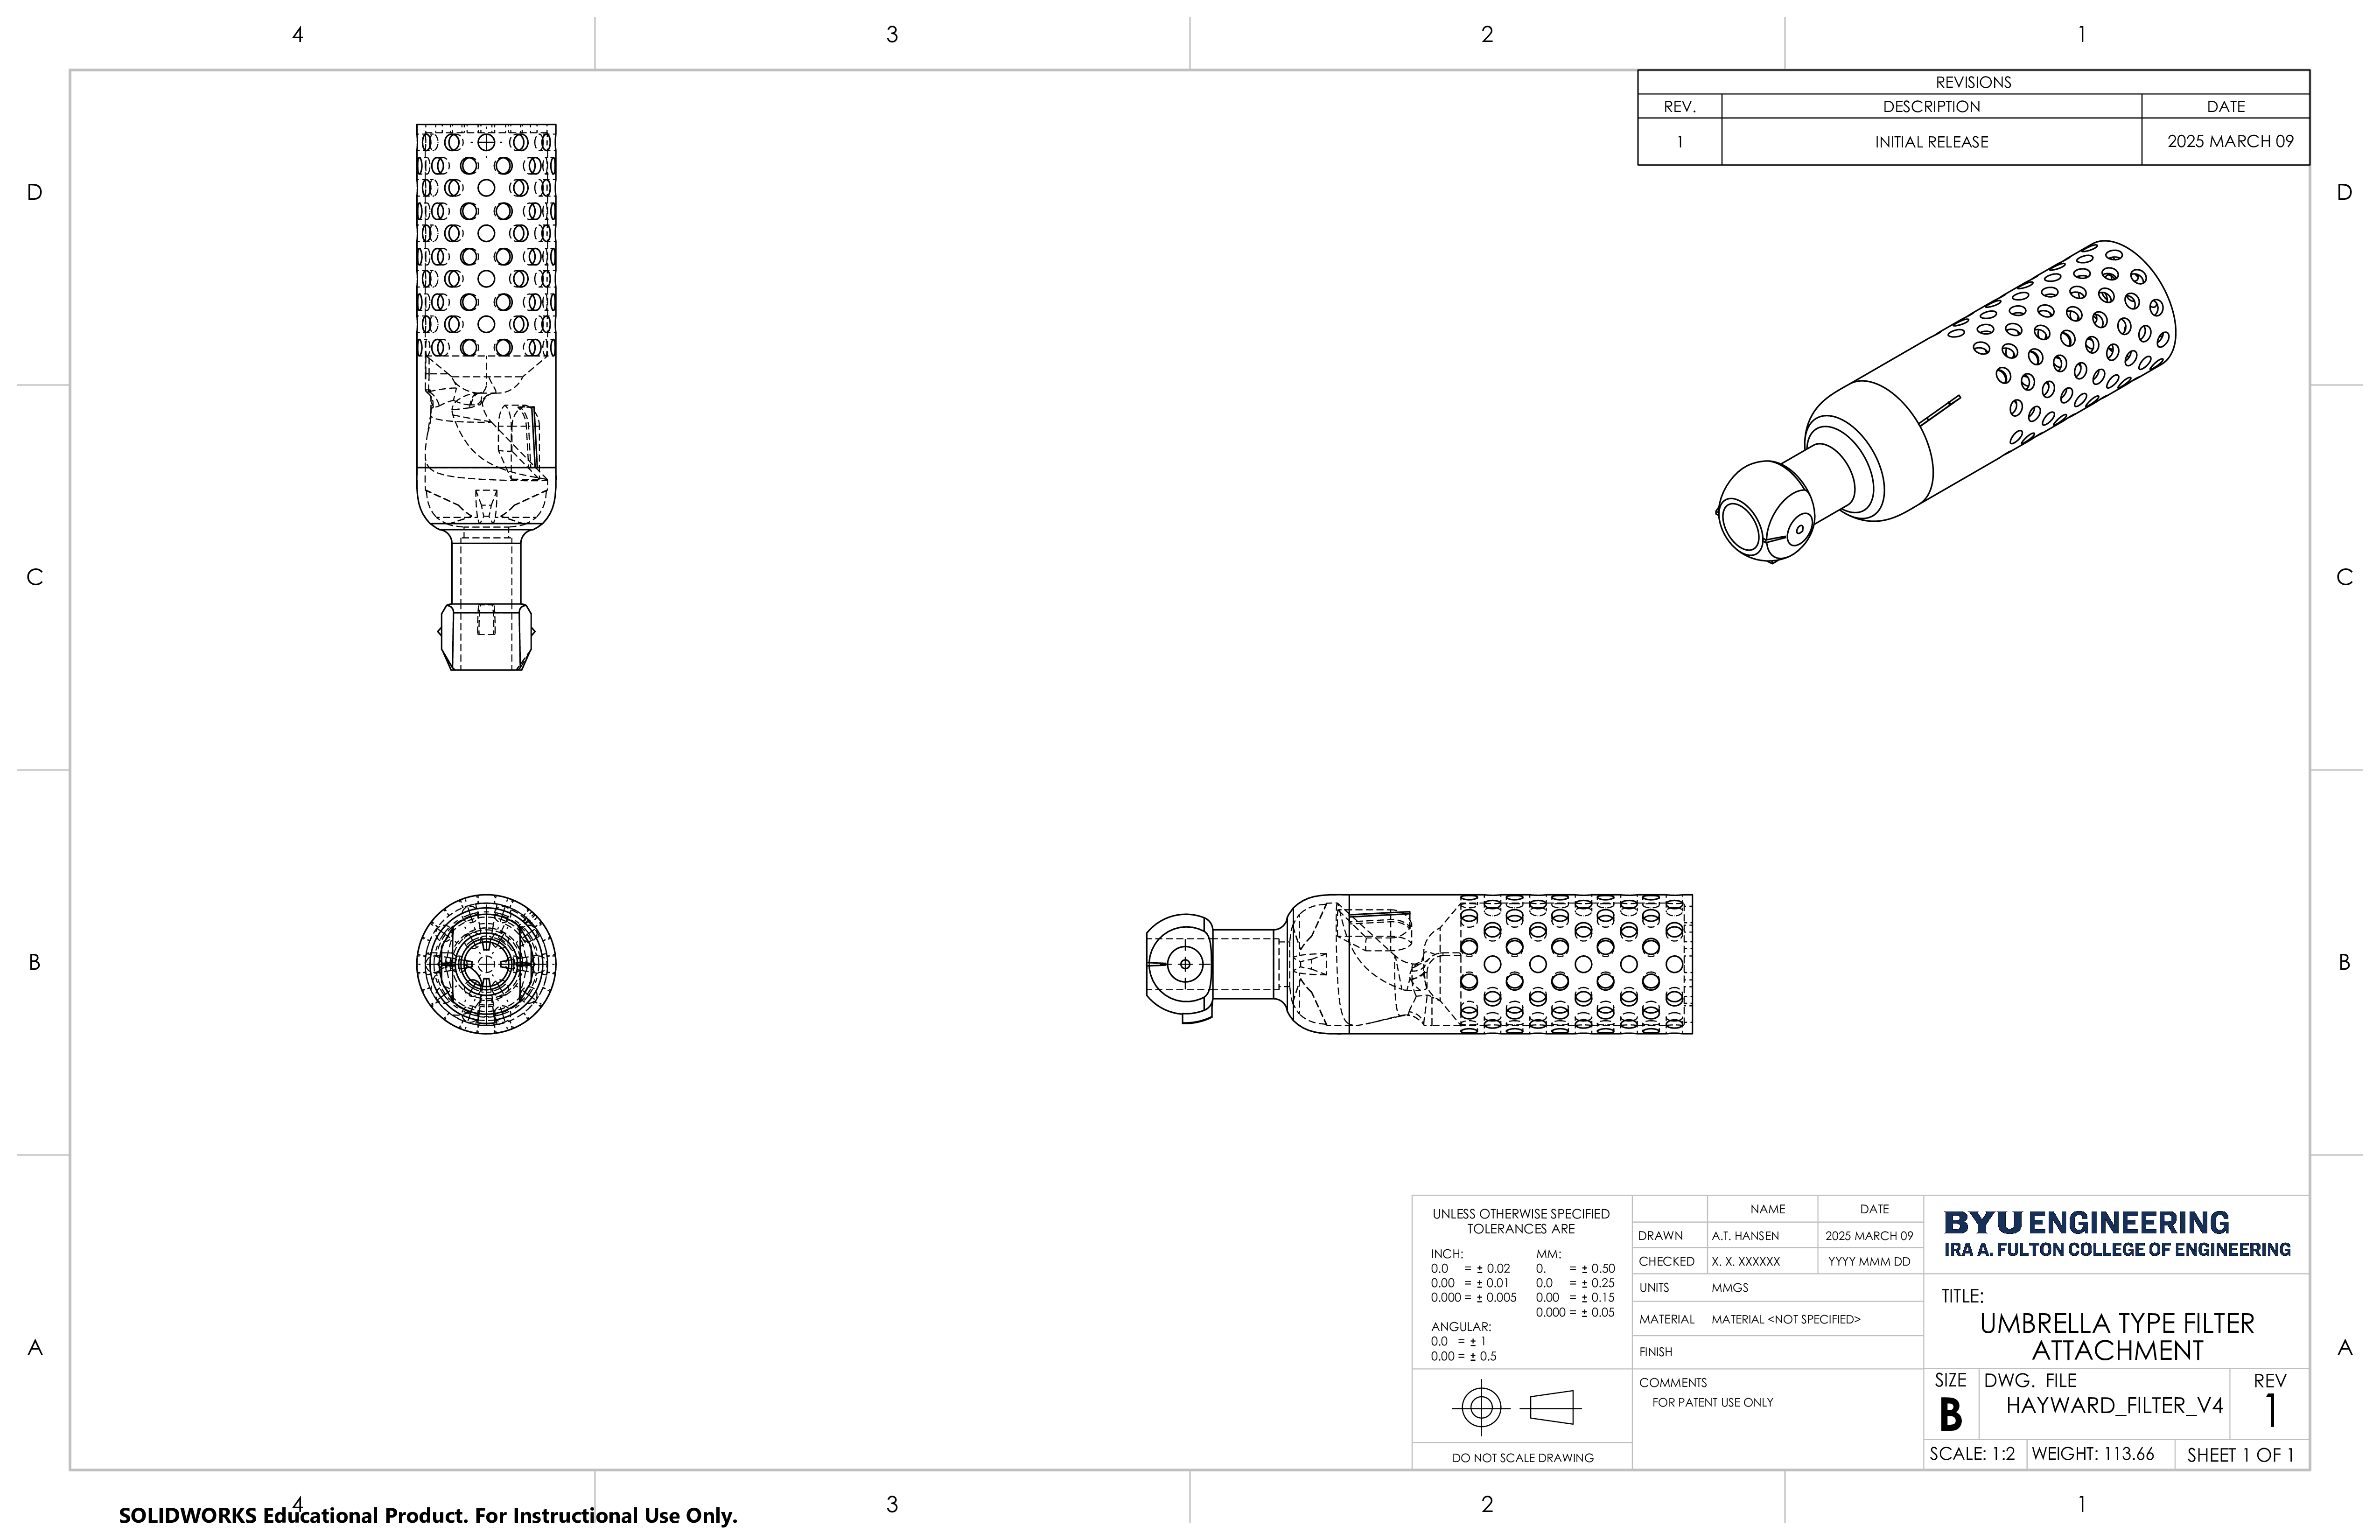 4 3 2 1
REVISIONS
REV. DESCRIPTION DATE
1 INITIAL RELEASE 2025 MARCH 09
D D
C C
B B
A A
UNLESS OTHERWISE SPECIFIED
TOLERANCES ARE
INCH:
0.0 = ± 0.02
0.00 = ± 0.01
0.000 = ± 0.005
MM:
0. = ± 0.50
0.0 = ± 0.25
0.00 = ± 0.15
0.000 = ± 0.05
ANGULAR:
0.0 = ± 1
0.00 = ± 0.5
DO NOT SCALE DRAWING
NAME DATE
DRAWN A.T. HANSEN 2025 MARCH 09
CHECKED X. X. XXXXXX YYYY MMM DD
UNITS MMGS
MATERIAL MATERIAL <NOT SPECIFIED>
FINISH
COMMENTS
FOR PATENT USE ONLY
BYU ENGINEERING
IRA A. FULTON COLLEGE OF ENGINEERING
TITLE:
UMBRELLA TYPE FILTER
ATTACHMENT
SIZE DWG. FILE REV
B HAYWARD_FILTER_V4 1
SCALE: 1:2 WEIGHT: 113.66 SHEET 1 OF 1
4 3 2 1
SOLIDWORKS Educational Product. For Instructional Use Only.